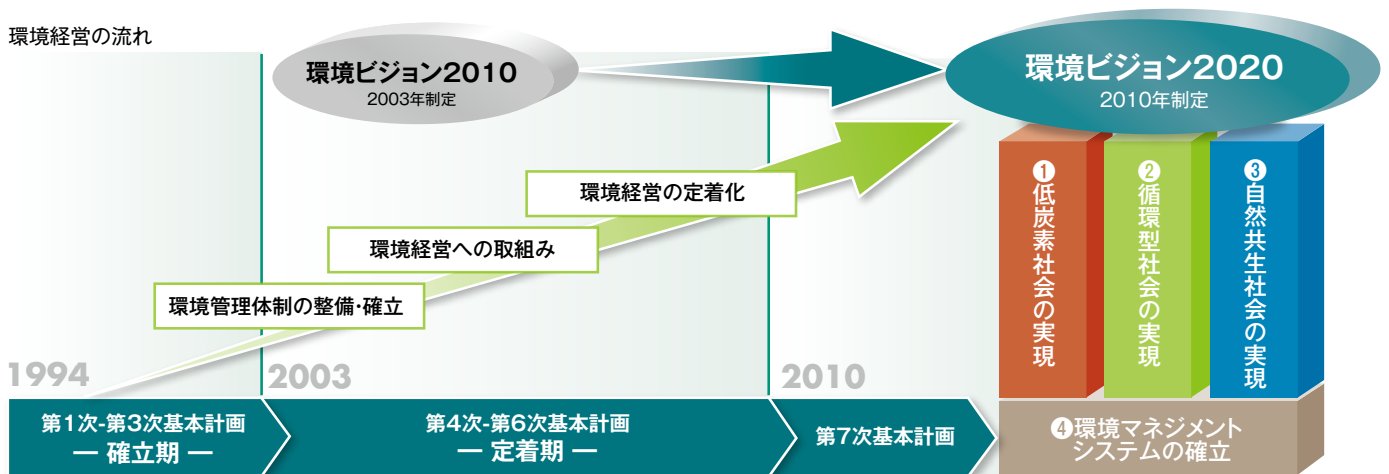 環境経営の流れ
環境ビジョン2010
2003年制定
環境ビジョン2020
2010年制定
環境経営の定着化
環境経営への取組み
環境管理体制の整備・確立
❶低炭素社会の実現
❷循環型社会の実現
❸自然共生社会の実現
1994
2003
2010
第1次-第3次基本計画
― 確立期 ―
第4次-第6次基本計画
― 定着期 ―
第7次基本計画
❹環境マネジメント
システムの確立